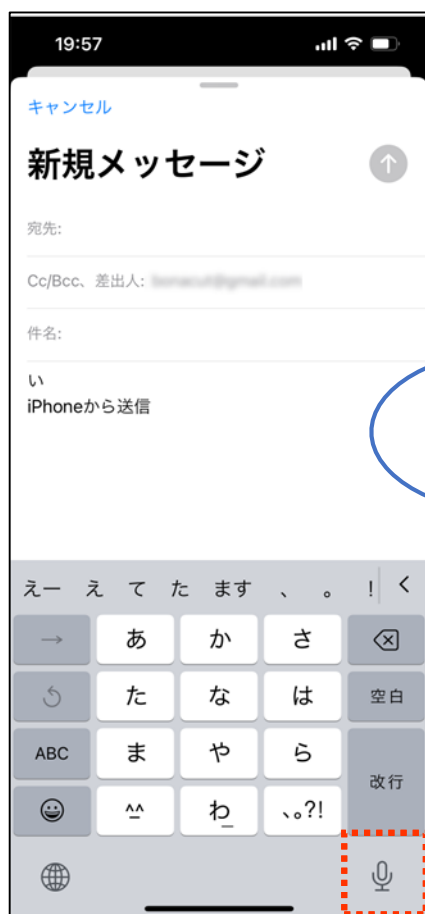 19:57
キャンセル
新規メッセージ
宛先:
Cc/Bcc、差出人:
件名:
い
iPhoneから送信
えー え て た ます 、 。 ! <
→ あ か さ
た な は 空白
ABC ま や ら 改行
^^ わ_ 、。?!